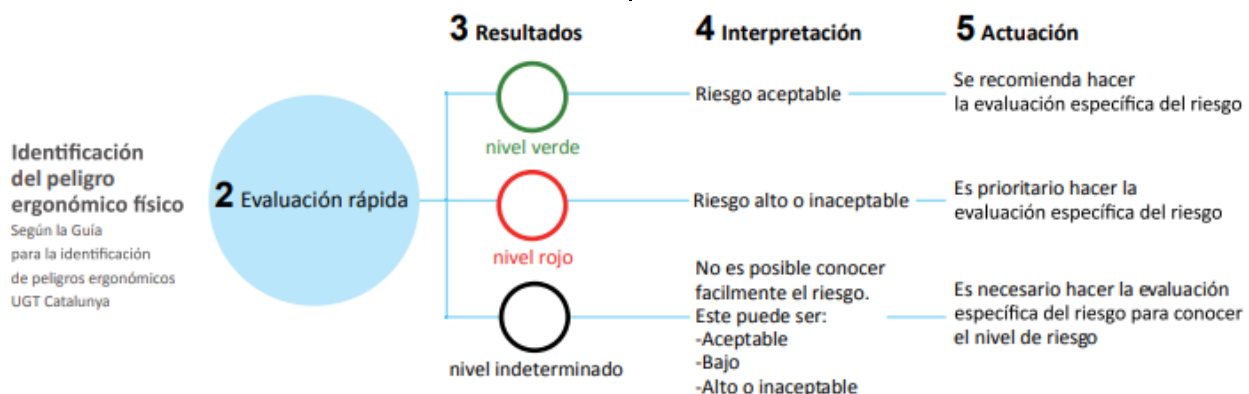 Identificación
del peligro
ergonómico físico
Según la Guía
para la identificación
de peligros ergonómicos
UGT Catalunya
2 Evaluación rápida
3 Resultados
nivel verde
nivel rojo
nivel indeterminado
4 Interpretación
Riesgo aceptable
Riesgo alto o inaceptable
No es posible conocer
facilmente el riesgo.
Este puede ser:
-Aceptable
-Bajo
-Alto o inaceptable
5 Actuación
Se recomienda hacer
la evaluación específica del riesgo
Es prioritario hacer la
evaluación específica del riesgo
Es necesario hacer la evaluación
específica del riesgo para conocer
el nivel de riesgo